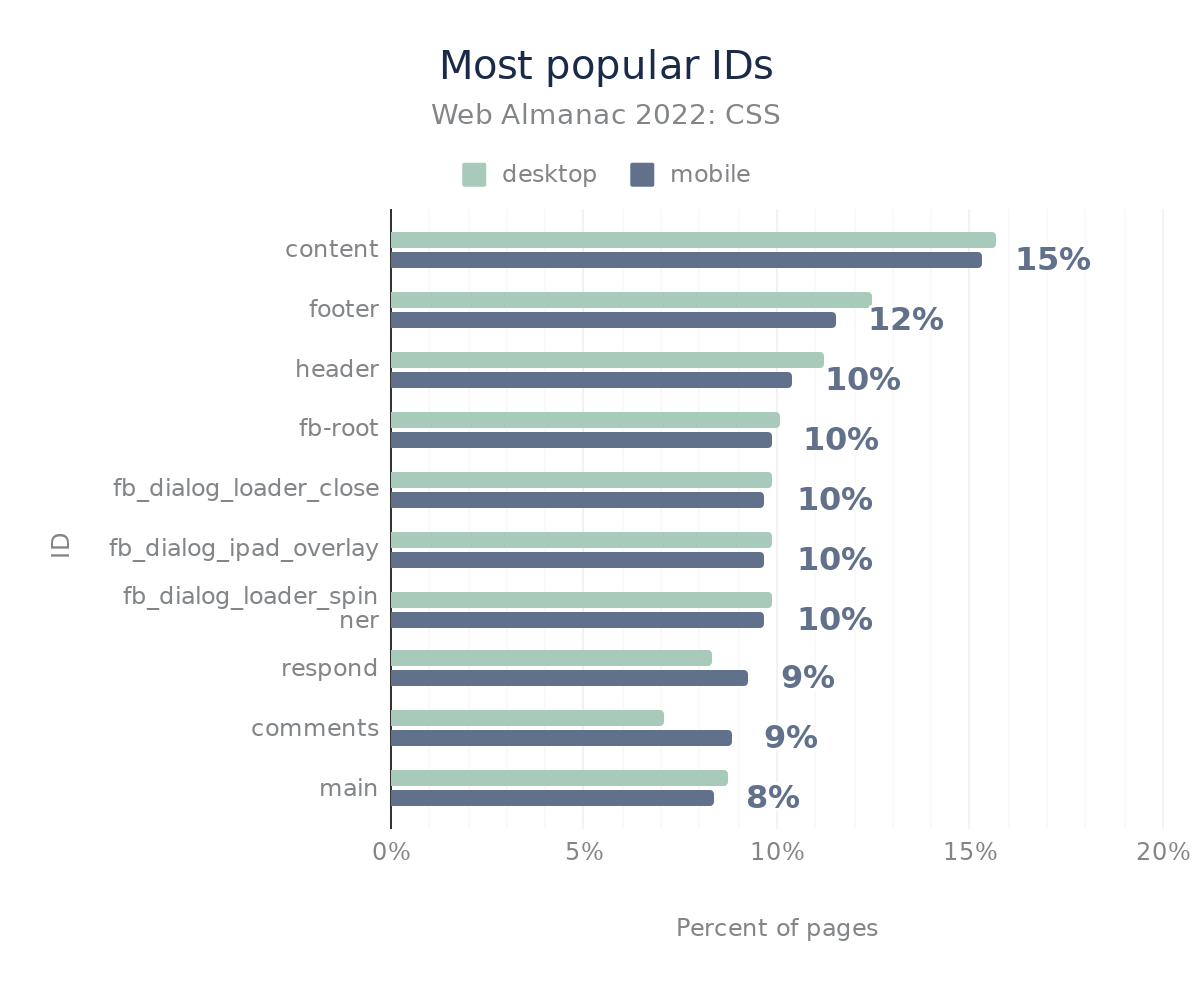 Most popular IDs
Web Almanac 2022: CSS
desktop
mobile
ID
content
15%
footer
12%
header
10%
fb-root
10%
fb_dialog_loader_close
10%
fb_dialog_ipad_overlay
10%
fb_dialog_loader_spin
ner
10%
respond
9%
comments
9%
main
8%
0% 5% 10% 15% 20%
Percent of pages